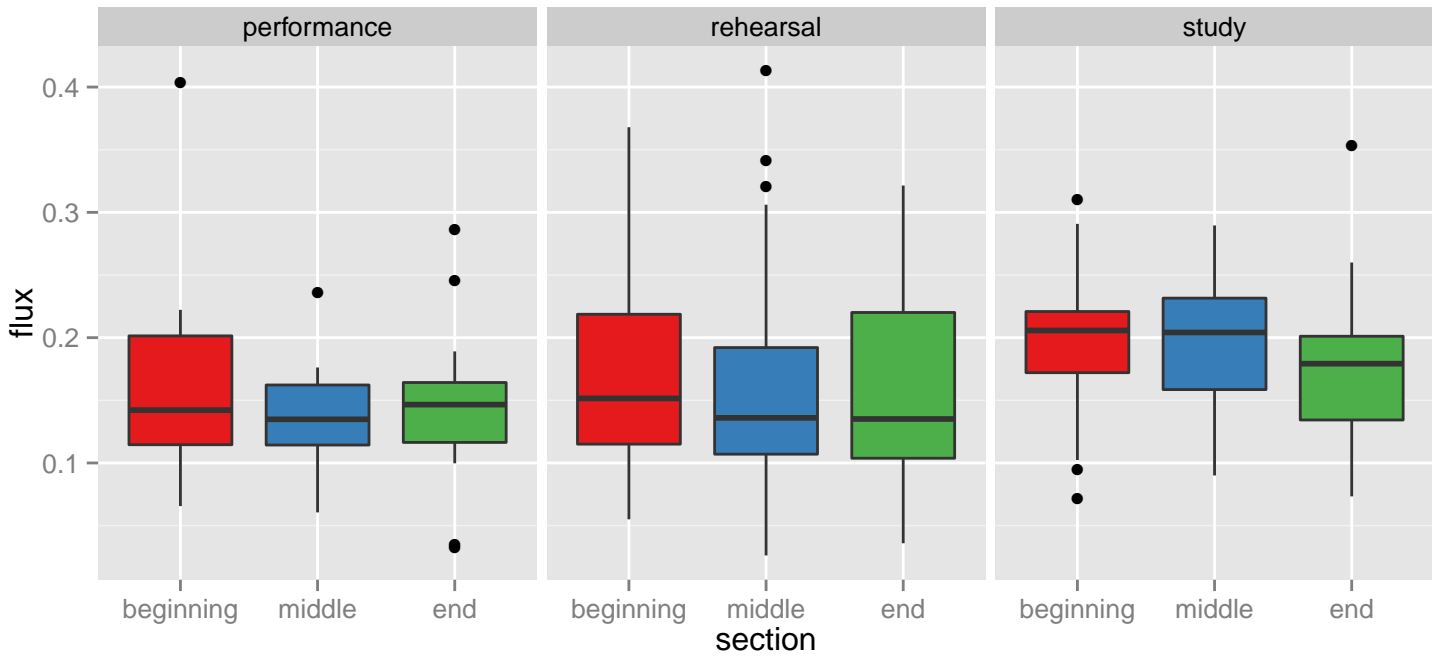 performance rehearsal study
0.4
0.3
0.2
0.1
flux
beginning middle end beginning middle end beginning middle end
section